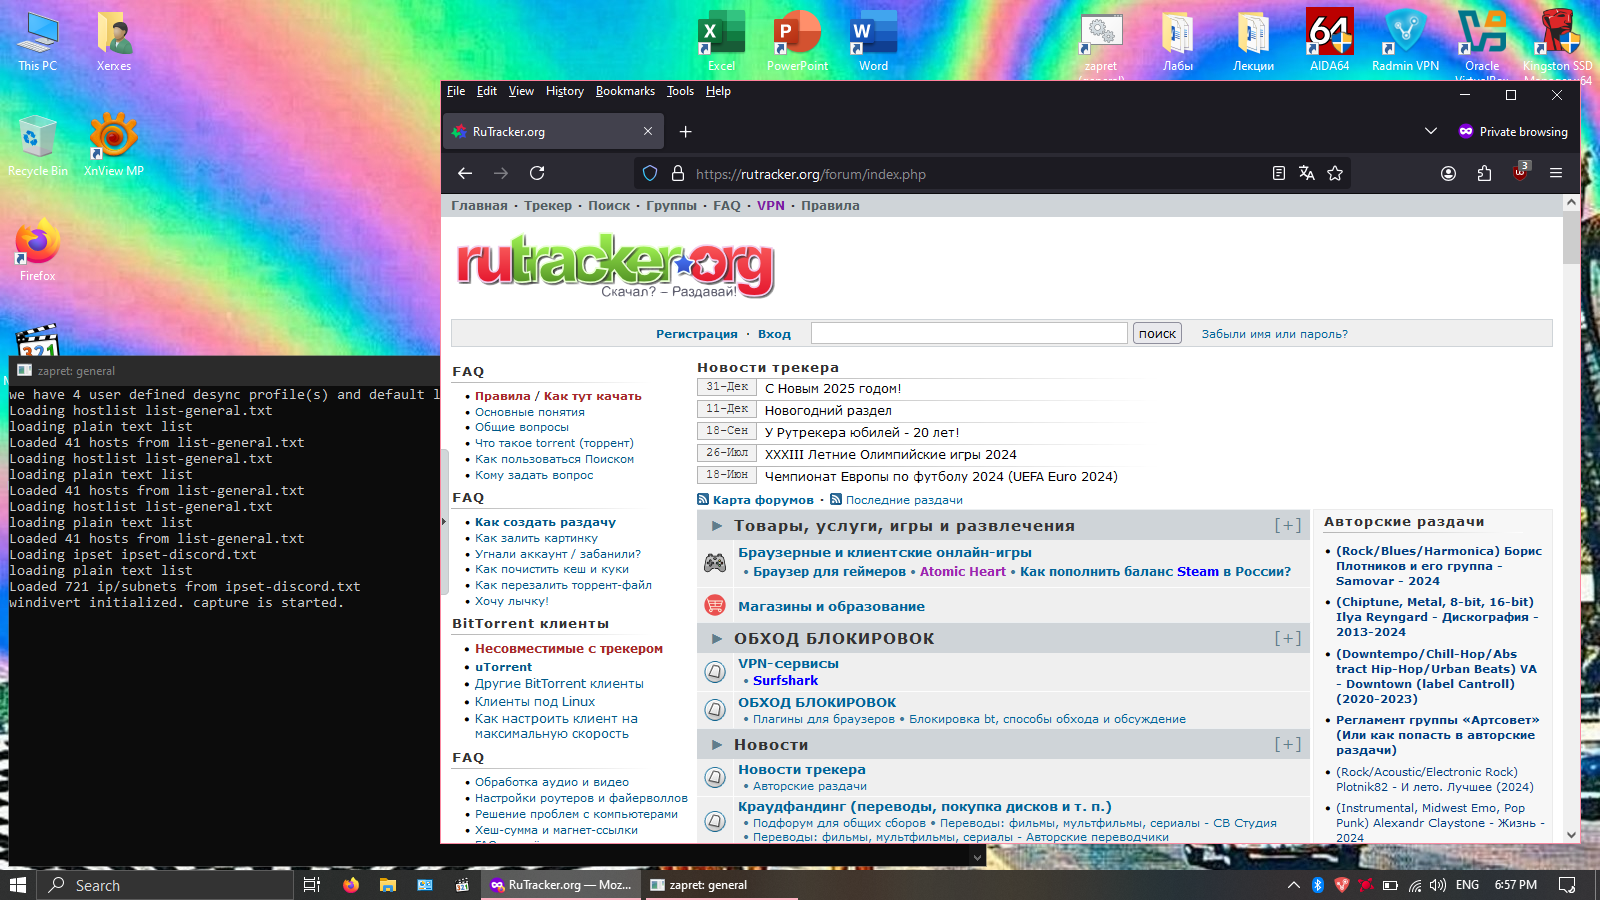 This PC
Xerxes
Excel
PowerPoint
Word
zapret
(general)
Лабы
Лекции
64
AIDA64
Radmin VPN
Oracle
VirtualBox
Kingston SSD
Recycle Bin
XnView MP
Firefox
321
File Edit View History Bookmarks Tools Help
RuTracker.org
Private browsing
https://rutracker.org/forum/index.php
3
Главная · Трекер · Поиск · Группы · FAQ · VPN · Правила
rutracker.org
Скачал? – Раздавай!
Регистрация · Вход
поиск
Забыли имя или пароль?
FAQ
Правила / Как тут качать
Основные понятия
Общие вопросы
Что такое torrent (торрент)
Как пользоваться Поиском
Кому задать вопрос
FAQ
Как создать раздачу
Как залить картинку
Угнали аккаунт / забанили?
Как почистить кеш и куки
Как перезалить торрент-файл
Хочу лычку!
BitTorrent клиенты
Несовместимые с трекером
uTorrent
Другие BitTorrent клиенты
Клиенты под Linux
Как настроить клиент на
максимальную скорость
FAQ
Обработка аудио и видео
Настройки роутеров и файерволлов
Решение проблем с компьютерами
Хеш-сумма и магнет-ссылки
Новости трекера
31-Дек С Новым 2025 годом!
11-Дек Новогодний раздел
18-Сен У Рутрекера юбилей - 20 лет!
26-Июл XXXIII Летние Олимпийские игры 2024
18-Июн Чемпионат Европы по футболу 2024 (UEFA Euro 2024)
Карта форумов · Последние раздачи
Товары, услуги, игры и развлечения [+]
Браузерные и клиентские онлайн-игры
• Браузер для геймеров • Atomic Heart • Как пополнить баланс Steam в России?
Магазины и образование
ОБХОД БЛОКИРОВОК [+]
VPN-сервисы
• Surfshark
ОБХОД БЛОКИРОВОК
• Плагины для браузеров • Блокировка bt, способы обхода и обсуждение
Новости [+]
Новости трекера
• Авторские раздачи
Краудфандинг (переводы, покупка дисков и т. п.)
• Подфорум для общих сборов • Переводы: фильмы, мультфильмы, сериалы - СВ Студия
• Переводы: фильмы, мультфильмы, сериалы - Авторские переводчики
Авторские раздачи
(Rock/Blues/Harmonica) Борис
Плотников и его группа -
Samovar - 2024
(Chiptune, Metal, 8-bit, 16-bit)
Ilya Reyngard - Дискография -
2013-2024
(Downtempo/Chill-Hop/Abs
tract Hip-Hop/Urban Beats) VA
- Downtown (label Cantroll)
(2020-2023)
Регламент группы «Артсовет»
(Или как попасть в авторские
раздачи)
(Rock/Acoustic/Electronic Rock)
Plotnik82 - И лето. Лучшее (2024)
(Instrumental, Midwest Emo, Pop
Punk) Alexandr Claystone - Жизнь -
2024
zapret: general
we have 4 user defined desync profile(s) and default l
Loading hostlist list-general.txt
loading plain text list
Loaded 41 hosts from list-general.txt
Loading hostlist list-general.txt
loading plain text list
Loaded 41 hosts from list-general.txt
Loading hostlist list-general.txt
loading plain text list
Loaded 41 hosts from list-general.txt
Loading ipset ipset-discord.txt
loading plain text list
Loaded 721 ip/subnets from ipset-discord.txt
windivert initialized. capture is started.
Search
RuTracker.org — Moz...
zapret: general
ENG
6:57 PM